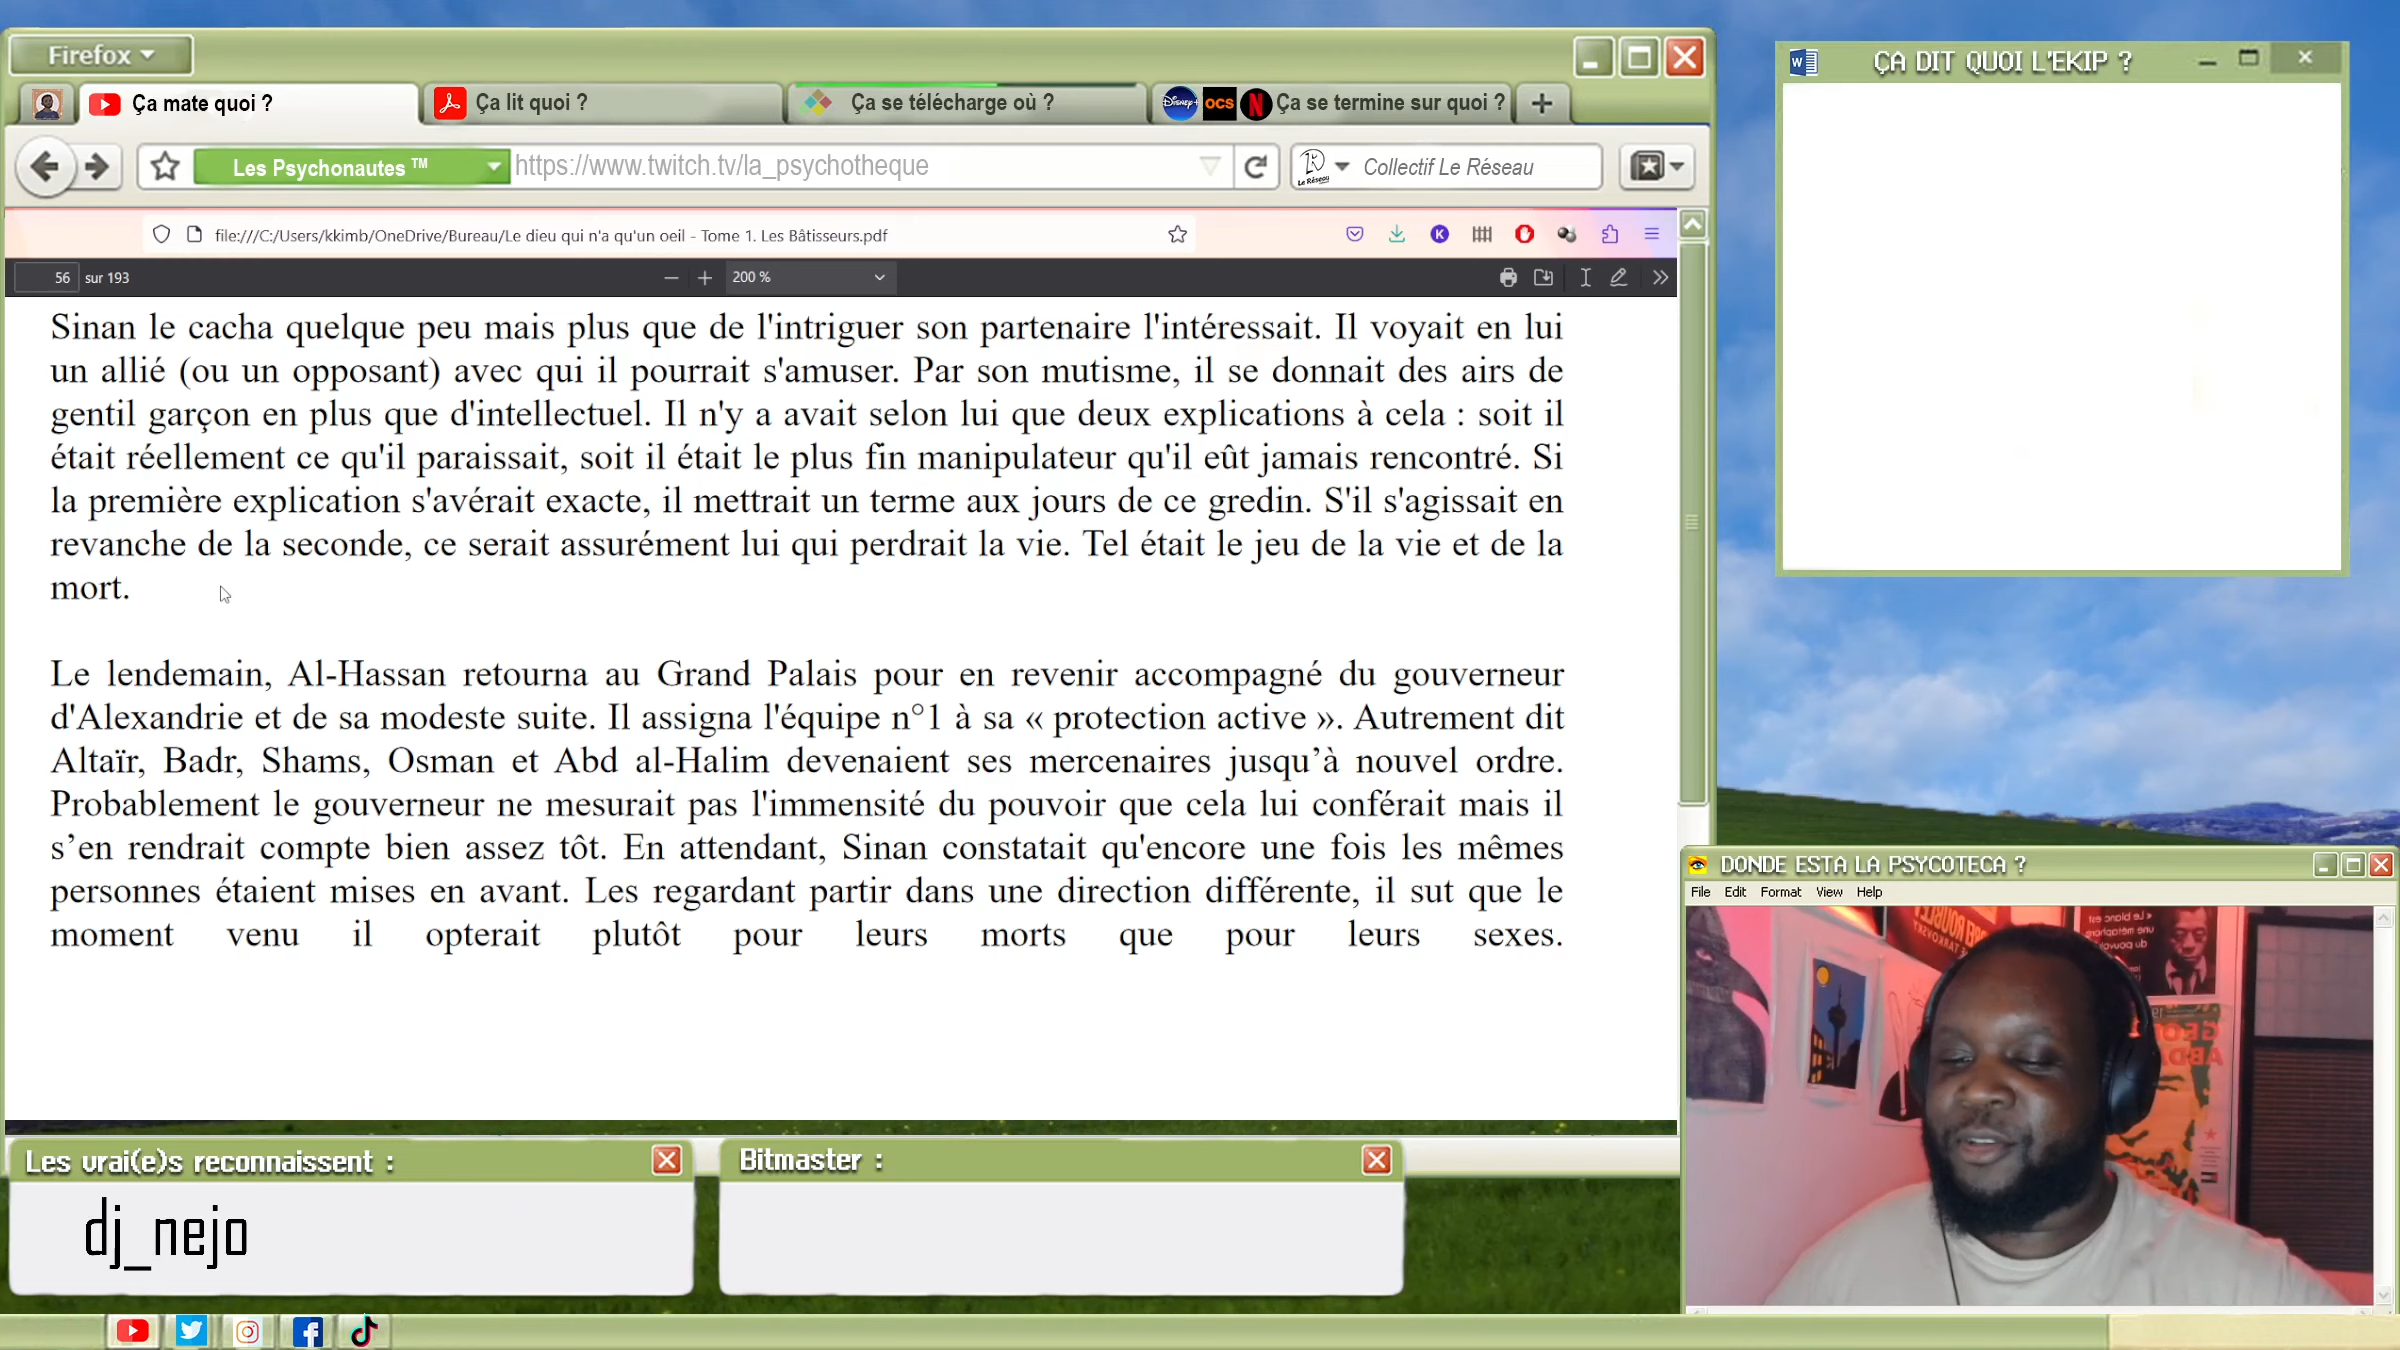 Firefox
Ça mate quoi ?
Ça lit quoi ?
Ça se télécharge où ?
Disney+ OCS N Ça se termine sur quoi ?
Les Psychonautes ™
https://www.twitch.tv/la_psychotheque
Le Réseau
Collectif Le Réseau
file:///C:/Users/kkimb/OneDrive/Bureau/Le dieu qui n'a qu'un oeil - Tome 1. Les Bâtisseurs.pdf
K
56 sur 193
200 %
Sinan le cacha quelque peu mais plus que de l'intriguer son partenaire l'intéressait. Il voyait en lui
un allié (ou un opposant) avec qui il pourrait s'amuser. Par son mutisme, il se donnait des airs de
gentil garçon en plus que d'intellectuel. Il n'y a avait selon lui que deux explications à cela : soit il
était réellement ce qu'il paraissait, soit il était le plus fin manipulateur qu'il eût jamais rencontré. Si
la première explication s'avérait exacte, il mettrait un terme aux jours de ce gredin. S'il s'agissait en
revanche de la seconde, ce serait assurément lui qui perdrait la vie. Tel était le jeu de la vie et de la
mort.
Le lendemain, Al-Hassan retourna au Grand Palais pour en revenir accompagné du gouverneur
d'Alexandrie et de sa modeste suite. Il assigna l'équipe n°1 à sa « protection active ». Autrement dit
Altaïr, Badr, Shams, Osman et Abd al-Halim devenaient ses mercenaires jusqu’à nouvel ordre.
Probablement le gouverneur ne mesurait pas l'immensité du pouvoir que cela lui conférait mais il
s’en rendrait compte bien assez tôt. En attendant, Sinan constatait qu'encore une fois les mêmes
personnes étaient mises en avant. Les regardant partir dans une direction différente, il sut que le
moment venu il opterait plutôt pour leurs morts que pour leurs sexes.
ÇA DIT QUOI L'EKIP ?
DONDE ESTA LA PSYCOTECA ?
File Edit Format View Help
« Le blanc
une métaphore
du pouvoir »
Les vrai(e)s reconnaissent :
dj_nejo
Bitmaster :